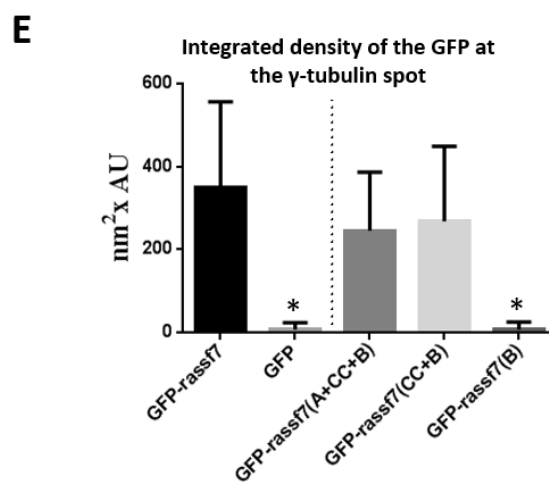 E
Integrated density of the GFP at
the γ-tubulin spot
nm²x AU
600
400
200
0
*
*
GFP-rassf7
GFP
GFP-rassf7(A+CC+B)
GFP-rassf7(CC+B)
GFP-rassf7(B)